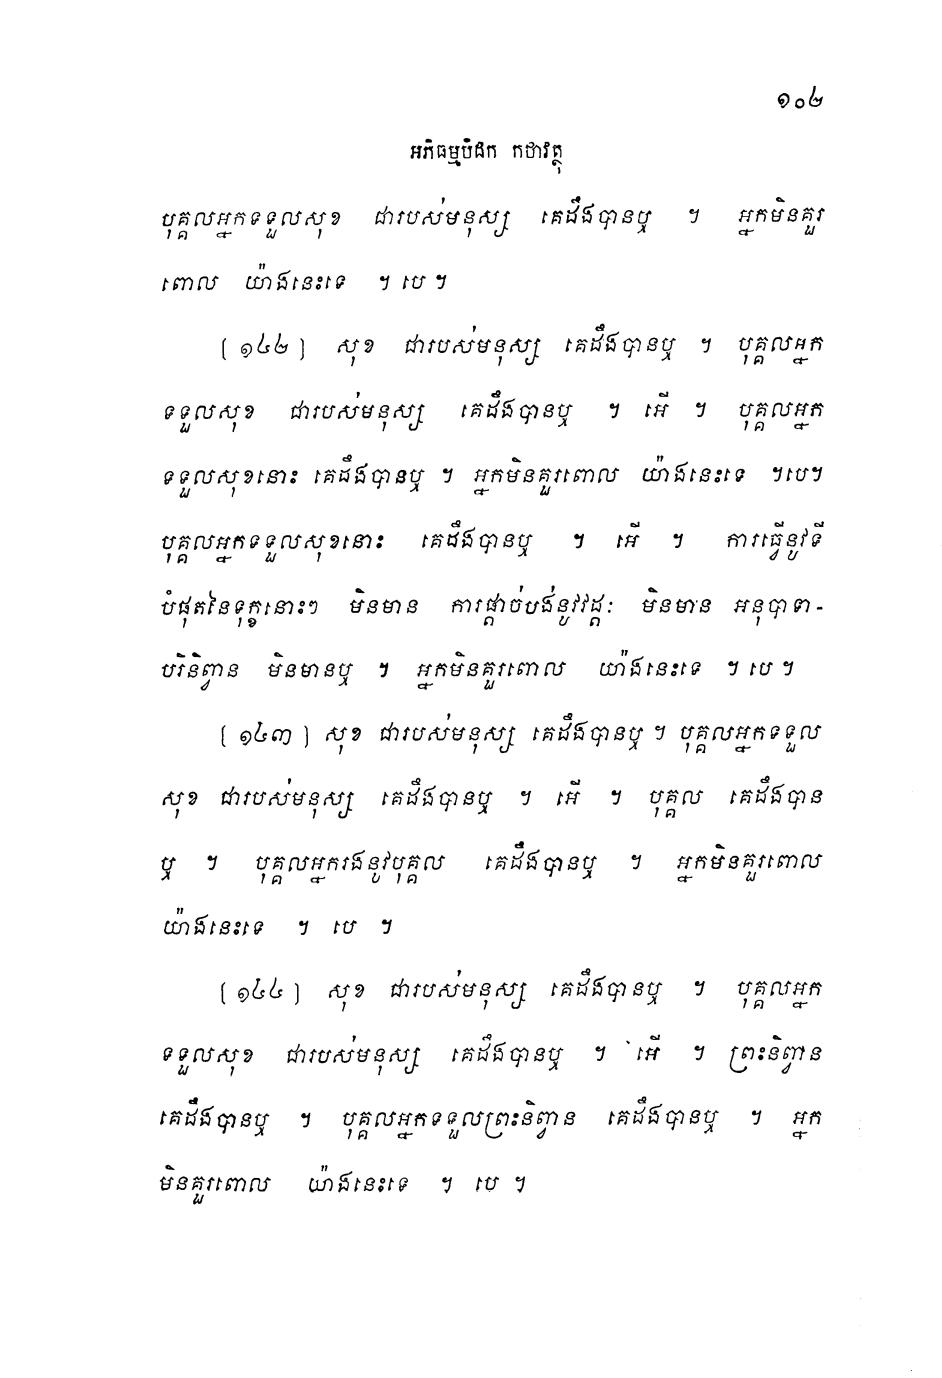 ១០២
អភិធម្មបិដក កថាវត្ថុ
បុគ្គលអ្នកទទួលសុខ ជារបស់មនុស្ស គេដឹងបានឬ ។ អ្នកមិនគួរ
ពោល យ៉ាងនេះទេ ។ បេ ។
[ ១៤២ ] សុខ ជារបស់មនុស្ស គេដឹងបានឬ ។ បុគ្គលអ្នក
ទទួលសុខ ជារបស់មនុស្ស គេដឹងបានឬ ។ អើ ។ បុគ្គលអ្នក
ទទួលសុខនោះ គេដឹងបានឬ ។ អ្នកមិនគួរពោល យ៉ាងនេះទេ ។បេ។
បុគ្គលអ្នកទទួលសុខនោះ គេដឹងបានឬ ។ អើ ។ ការធ្វើនូវទី
បំផុតនៃទុក្ខនោះៗ មិនមាន ការផ្តាច់បង់នូវវដ្តៈ មិនមាន អនុបាទា-
បរិនិព្វាន មិនមានឬ ។ អ្នកមិនគួរពោល យ៉ាងនេះទេ ។ បេ ។
[ ១៤៣ ] សុខ ជារបស់មនុស្ស គេដឹងបានឬ ។ បុគ្គលអ្នកទទួល
សុខ ជារបស់មនុស្ស គេដឹងបានឬ ។ អើ ។ បុគ្គល គេដឹងបាន
ឬ ។ បុគ្គលអ្នករងនូវបុគ្គល គេដឹងបានឬ ។ អ្នកមិនគួរពោល
យ៉ាងនេះទេ ។ បេ ។
[ ១៤៤ ] សុខ ជារបស់មនុស្ស គេដឹងបានឬ ។ បុគ្គលអ្នក
ទទួលសុខ ជារបស់មនុស្ស គេដឹងបានឬ ។ អើ ។ ព្រះនិព្វាន
គេដឹងបានឬ ។ បុគ្គលអ្នកទទួលព្រះនិព្វាន គេដឹងបានឬ ។ អ្នក
មិនគួរពោល យ៉ាងនេះទេ ។ បេ ។